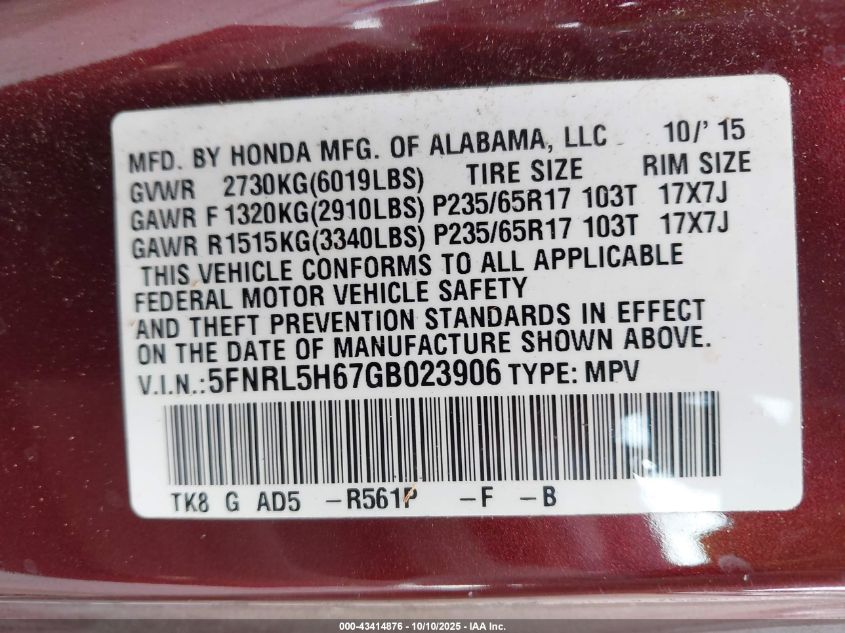 MFD. BY HONDA MFG. OF ALABAMA, LLC 10/' 15
GVWR 2730KG(6019LBS) TIRE SIZE RIM SIZE
GAWR F1320KG(2910LBS) P235/65R17 103T 17X7J
GAWR R1515KG(3340LBS) P235/65R17 103T 17X7J
THIS VEHICLE CONFORMS TO ALL APPLICABLE
FEDERAL MOTOR VEHICLE SAFETY
AND THEFT PREVENTION STANDARDS IN EFFECT
ON THE DATE OF MANUFACTURE SHOWN ABOVE.
V.I.N.:5FNRL5H67GB023906 TYPE: MPV
TK8 G AD5 -R561P -F -B
000-43414876 - 10/10/2025 - IAA Inc.